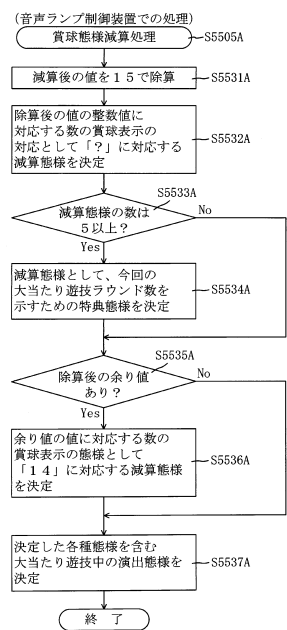 (音声ランプ制御装置での処理)
賞球態様減算処理
S5505A
減算後の値を15で除算
S5531A
除算後の値の整数値に
対応する数の賞球表示の
対応として「?」に対応する
減算態様を決定
S5532A
S5533A
減算態様の数は
5以上?
No
Yes
減算態様として、今回の
大当たり遊技ラウンド数を
示すための特典態様を決定
S5534A
S5535A
除算後の余り値
あり?
No
Yes
余り値の値に対応する数の
賞球表示の態様として
「14」に対応する減算態様
を決定
S5536A
決定した各種態様を含む
大当たり遊技中の演出態様を
決定
S5537A
終 了